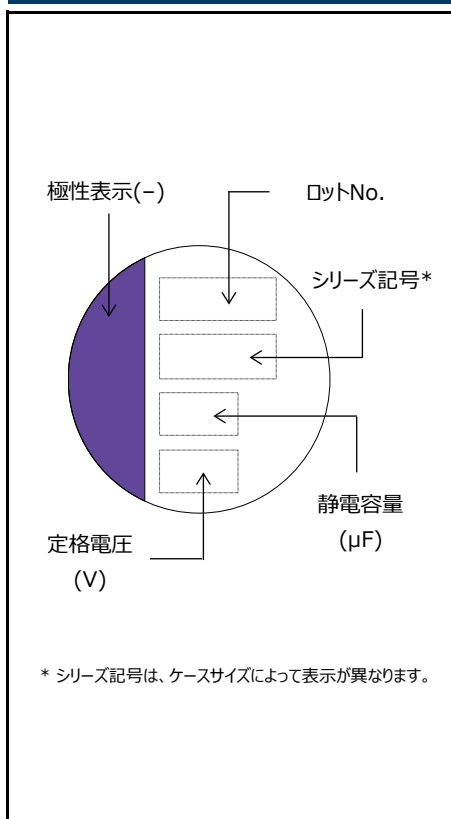 極性表示(−)
ロットNo.
シリーズ記号*
静電容量
(μF)
定格電圧
(V)
* シリーズ記号は、ケースサイズによって表示が異なります。